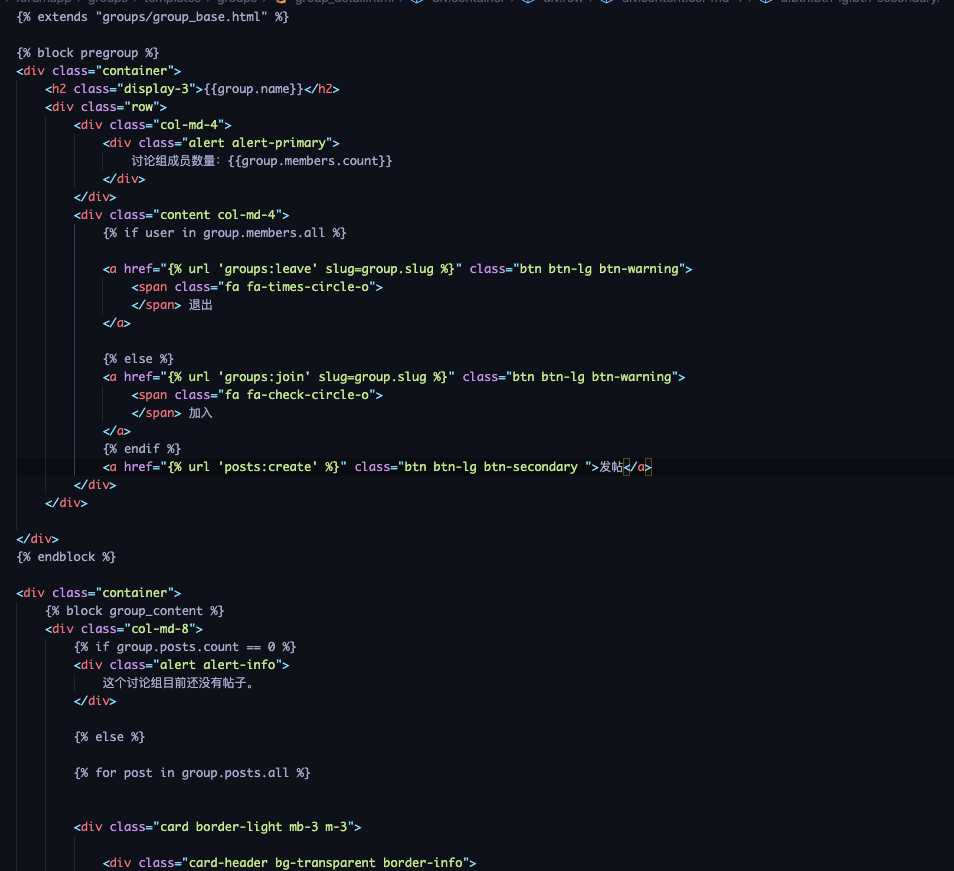 {% extends "groups/group_base.html" %}
{% block pregroup %}
<div class="container">
<h2 class="display-3">{{group.name}}</h2>
<div class="row">
<div class="col-md-4">
<div class="alert alert-primary">
讨论组成员数量: {{group.members.count}}
</div>
</div>
<div class="content col-md-4">
{% if user in group.members.all %}
<a href="{% url 'groups:leave' slug=group.slug %}" class="btn btn-lg btn-warning">
<span class="fa fa-times-circle-o">
</span> 退出
</a>
{% else %}
<a href="{% url 'groups:join' slug=group.slug %}" class="btn btn-lg btn-warning">
<span class="fa fa-check-circle-o">
</span> 加入
</a>
{% endif %}
<a href="{% url 'posts:create' %}" class="btn btn-lg btn-secondary ">发帖</a>
</div>
</div>
</div>
{% endblock %}
<div class="container">
{% block group_content %}
<div class="col-md-8">
{% if group.posts.count == 0 %}
<div class="alert alert-info">
这个讨论组目前还没有帖子。
</div>
{% else %}
{% for post in group.posts.all %}
<div class="card border-light mb-3 m-3">
<div class="card-header bg-transparent border-info">